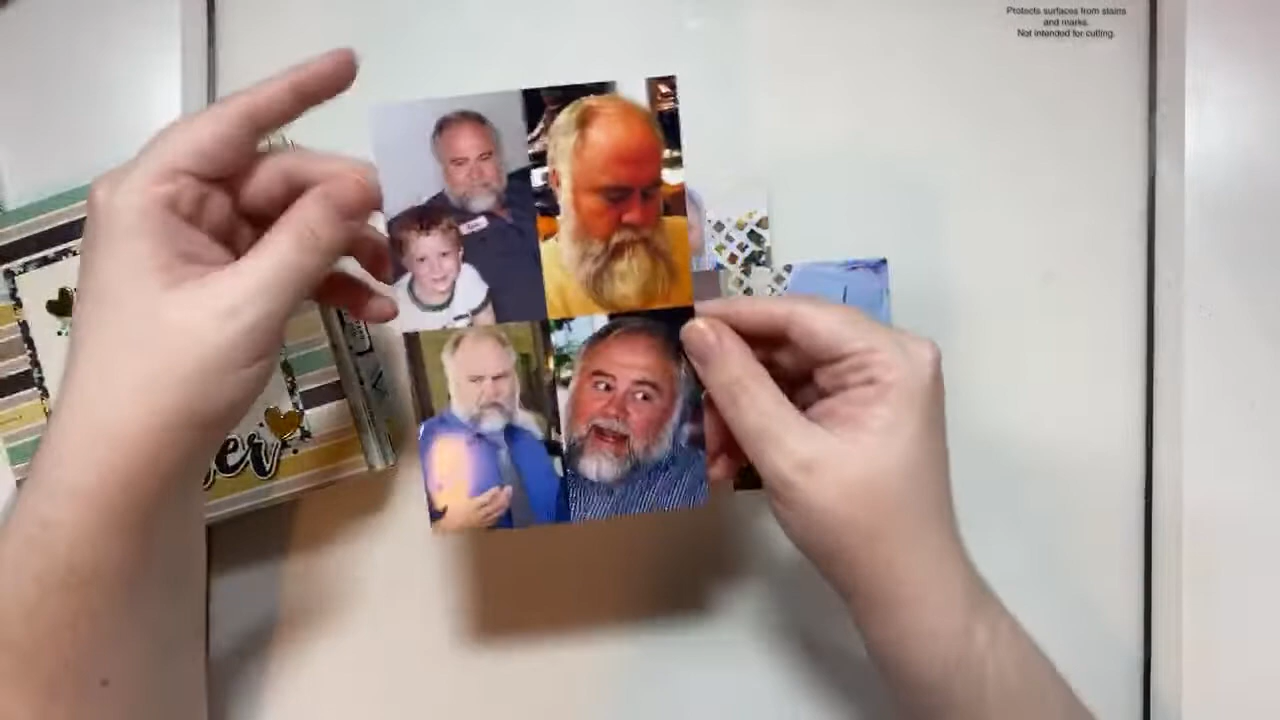 Protects surfaces from stains
and marks.
Not intended for cutting.
er